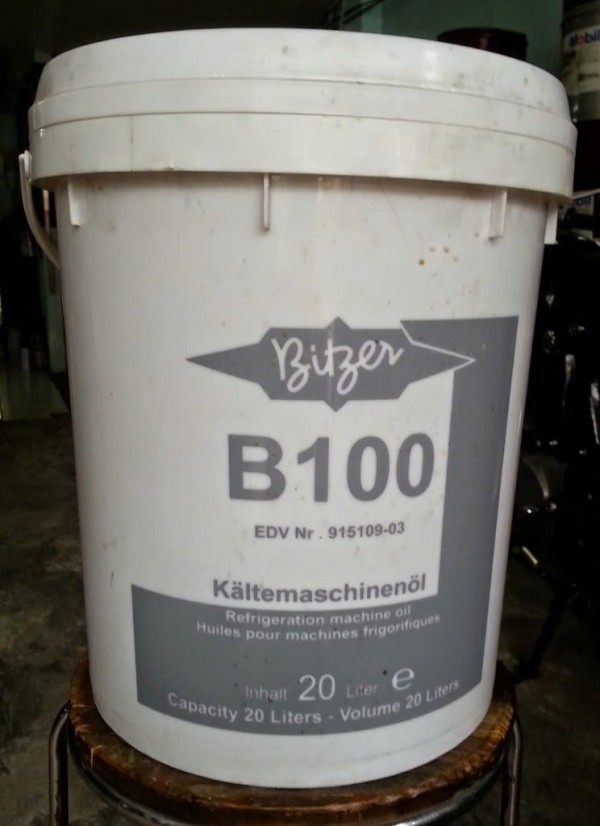 Mobil
Bitzer
B100
EDV Nr . 915109-03
Kältemaschinenöl
Refrigeration machine oil
Huiles pour machines frigorifiques
Inhalt 20 Liter e
Capacity 20 Liters - Volume 20 Liters